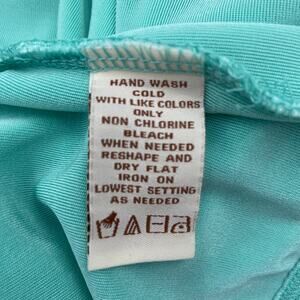 HAND WASH
COLD
WITH LIKE COLORS
ONLY
NON CHLORINE
BLEACH
WHEN NEEDED
RESHAPE AND
DRY FLAT
IRON ON
LOWEST SETTING
AS NEEDED